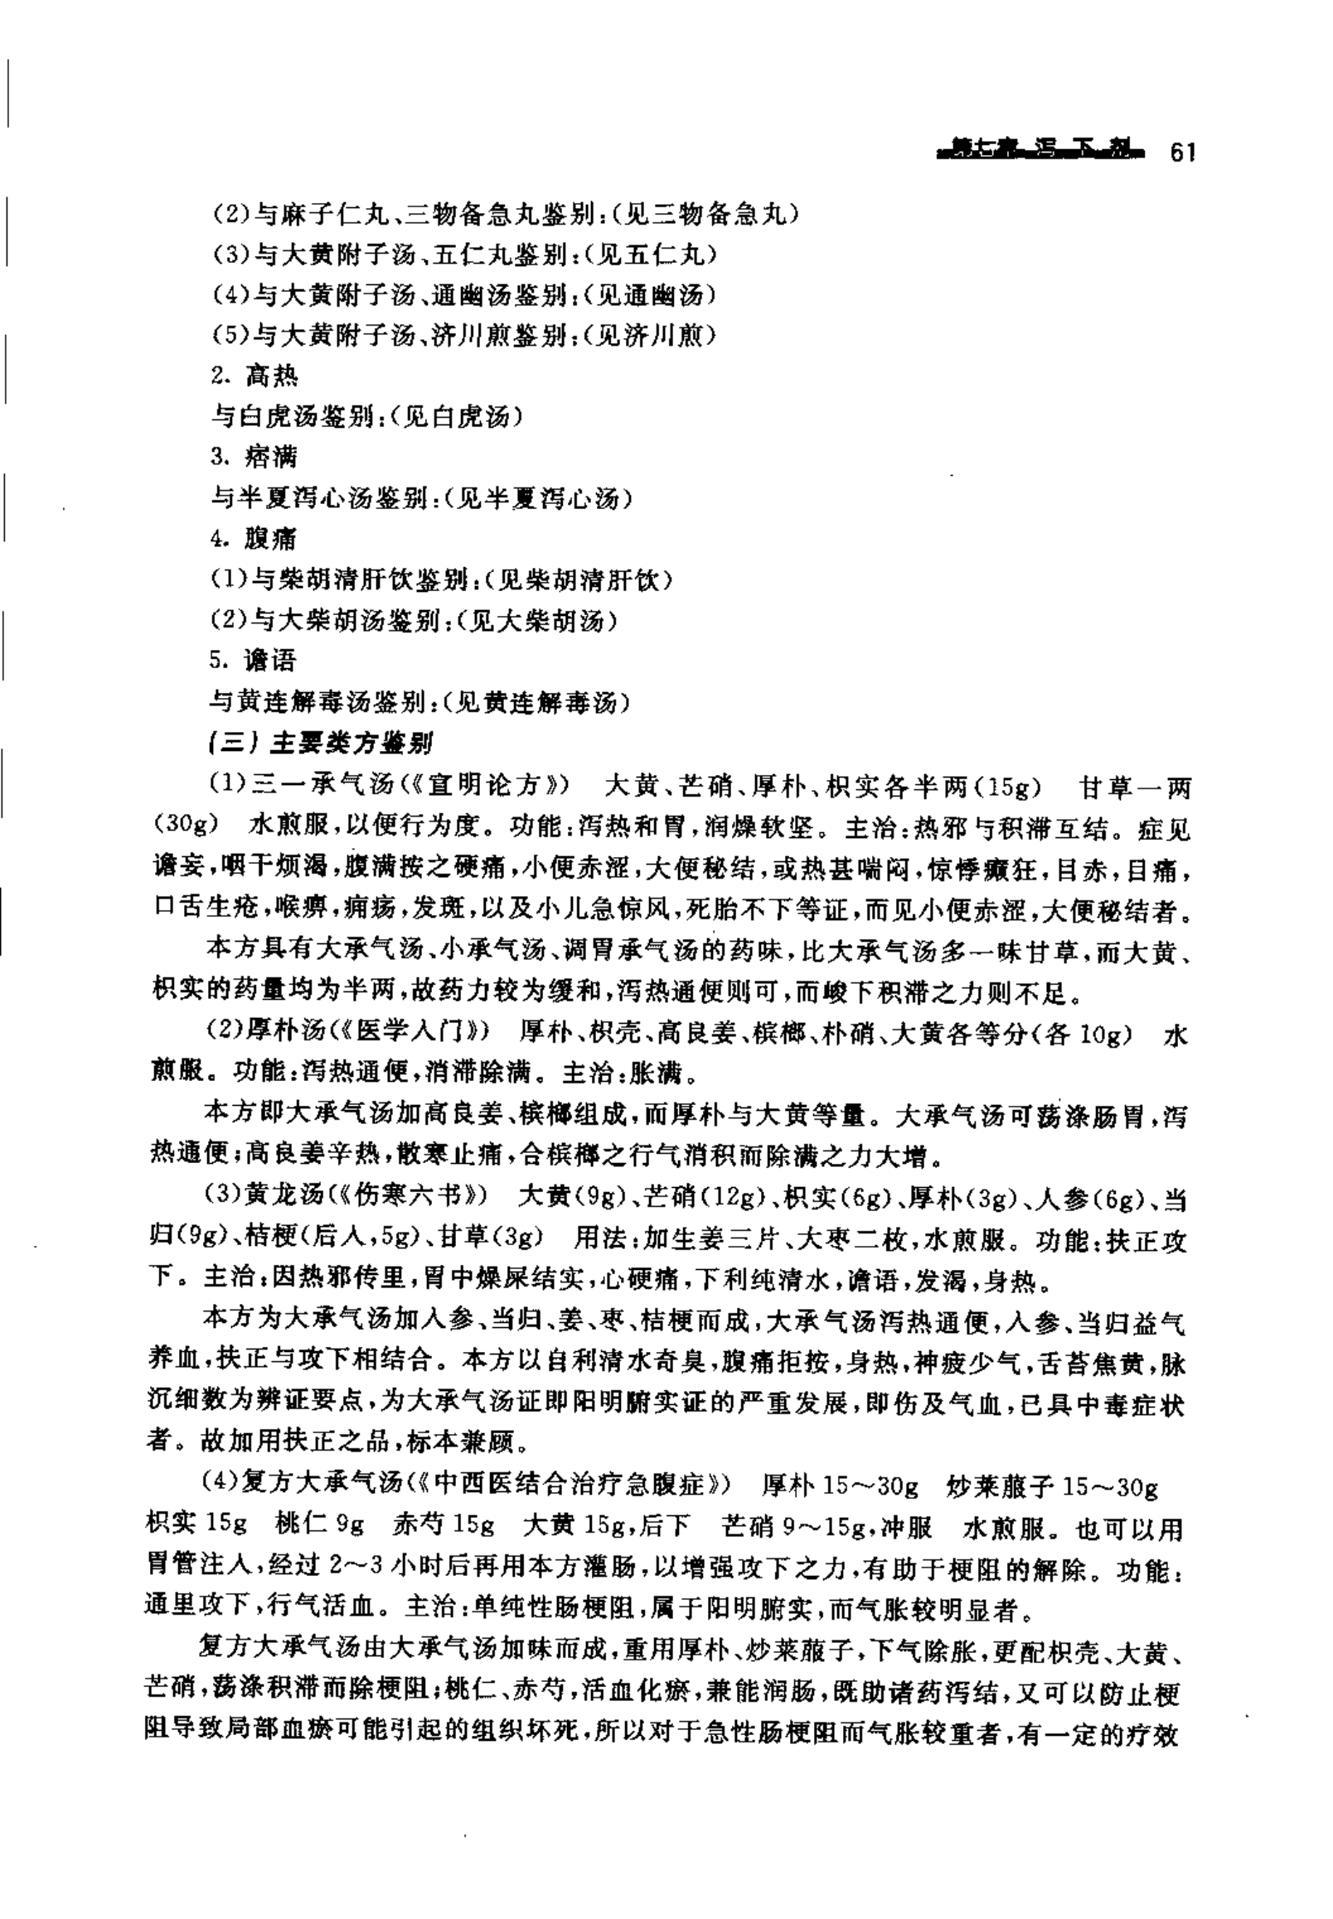 第七章 泻下剂 61
(2)与麻子仁丸、三物备急丸鉴别:(见三物备急丸)
(3)与大黄附子汤、五仁丸鉴别:(见五仁丸)
(4)与大黄附子汤、通幽汤鉴别:(见通幽汤)
(5)与大黄附子汤、济川煎鉴别:(见济川煎)
2. 高热
与白虎汤鉴别:(见白虎汤)
3. 痞满
与半夏泻心汤鉴别:(见半夏泻心汤)
4. 腹痛
(1)与柴胡清肝饮鉴别:(见柴胡清肝饮)
(2)与大柴胡汤鉴别:(见大柴胡汤)
5. 谵语
与黄连解毒汤鉴别:(见黄连解毒汤)
(三) 主要类方鉴别
(1)三一承气汤(《宣明论方》) 大黄、芒硝、厚朴、枳实各半两(15g) 甘草一两
(30g) 水煎服,以便行为度。功能:泻热和胃,润燥软坚。主治:热邪与积滞互结。症见
谵妄,咽干烦渴,腹满按之硬痛,小便赤涩,大便秘结,或热甚喘闷,惊悸癫狂,目赤,目痛,
口舌生疮,喉痹,痈疡,发斑,以及小儿急惊风,死胎不下等证,而见小便赤涩,大便秘结者。
本方具有大承气汤、小承气汤、调胃承气汤的药味,比大承气汤多一味甘草,而大黄、
枳实的药量均为半两,故药力较为缓和,泻热通便则可,而峻下积滞之力则不足。
(2)厚朴汤(《医学入门》) 厚朴、枳壳、高良姜、槟榔、朴硝、大黄各等分(各 10g) 水
煎服。功能:泻热通便,消滞除满。主治:胀满。
本方即大承气汤加高良姜、槟榔组成,而厚朴与大黄等量。大承气汤可荡涤肠胃,泻
热通便;高良姜辛热,散寒止痛,合槟榔之行气消积而除满之力大增。
(3)黄龙汤(《伤寒六书》) 大黄(9g)、芒硝(12g)、枳实(6g)、厚朴(3g)、人参(6g)、当
归(9g)、桔梗(后人,5g)、甘草(3g) 用法:加生姜三片、大枣二枚,水煎服。功能:扶正攻
下。主治:因热邪传里,胃中燥屎结实,心硬痛,下利纯清水,谵语,发渴,身热。
本方为大承气汤加人参、当归、姜、枣、桔梗而成,大承气汤泻热通便,人参、当归益气
养血,扶正与攻下相结合。本方以自利清水奇臭,腹痛拒按,身热,神疲少气,舌苔焦黄,脉
沉细数为辨证要点,为大承气汤证即阳明腑实证的严重发展,即伤及气血,已具中毒症状
者。故加用扶正之品,标本兼顾。
(4)复方大承气汤(《中西医结合治疗急腹症》) 厚朴 15～30g 炒莱菔子 15～30g
枳实 15g 桃仁 9g 赤芍 15g 大黄 15g,后下 芒硝 9～15g,冲服 水煎服。也可以用
胃管注人,经过 2～3 小时后再用本方灌肠,以增强攻下之力,有助于梗阻的解除。功能:
通里攻下,行气活血。主治:单纯性肠梗阻,属于阳明腑实,而气胀较明显者。
复方大承气汤由大承气汤加味而成,重用厚朴、炒莱菔子,下气除胀,更配枳壳、大黄、
芒硝,荡涤积滞而除梗阻;桃仁、赤芍,活血化瘀,兼能润肠,既助诸药泻结,又可以防止梗
阻导致局部血瘀可能引起的组织坏死,所以对于急性肠梗阻而气胀较重者,有一定的疗效